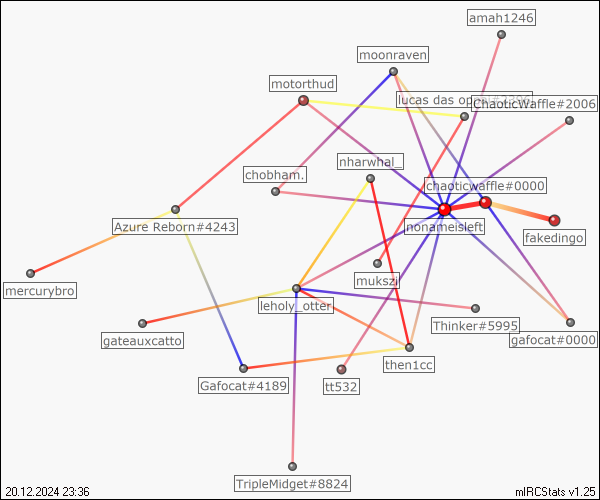 amah1246
moonraven
motorthud
lucas das
ChaoticWaffle#2006
nharwhal_
chobham.
chaoticwaffle#0000
Azure Reborn#4243
nonameisleft
fakedingo
mercurybro
mukszi
leholy_otter
Thinker#5995
gateauxcatto
gafocat#0000
then1cc
Gafocat#4189
tt532
TripleMidget#8824
20.12.2024 23:36
mIRCStats v1.25